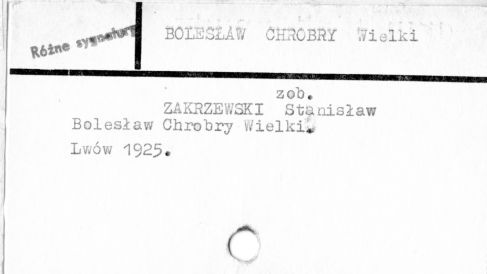 Różne sygnatury
BOLESŁAW CHROBRY Wielki
zob.
ZAKRZEWSKI Stanisław
Bolesław Chrobry Wielki.
Lwów 1925.